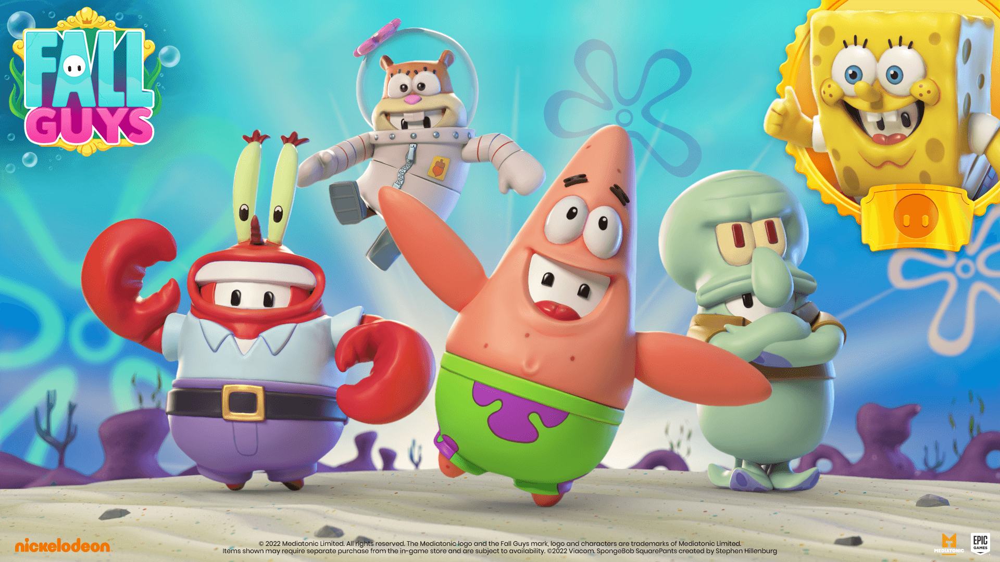 FALL
GUYS
nickelodeon
© 2022 Mediatonic Limited. All rights reserved. The Mediatonic logo and the Fall Guys mark, logo and characters are trademarks of Mediatonic Limited.
Items shown may require separate purchase from the in-game store and are subject to availability. ©2022 Viacom. SpongeBob SquarePants created by Stephen Hillenburg
MEDIATONIC
EPIC
GAMES